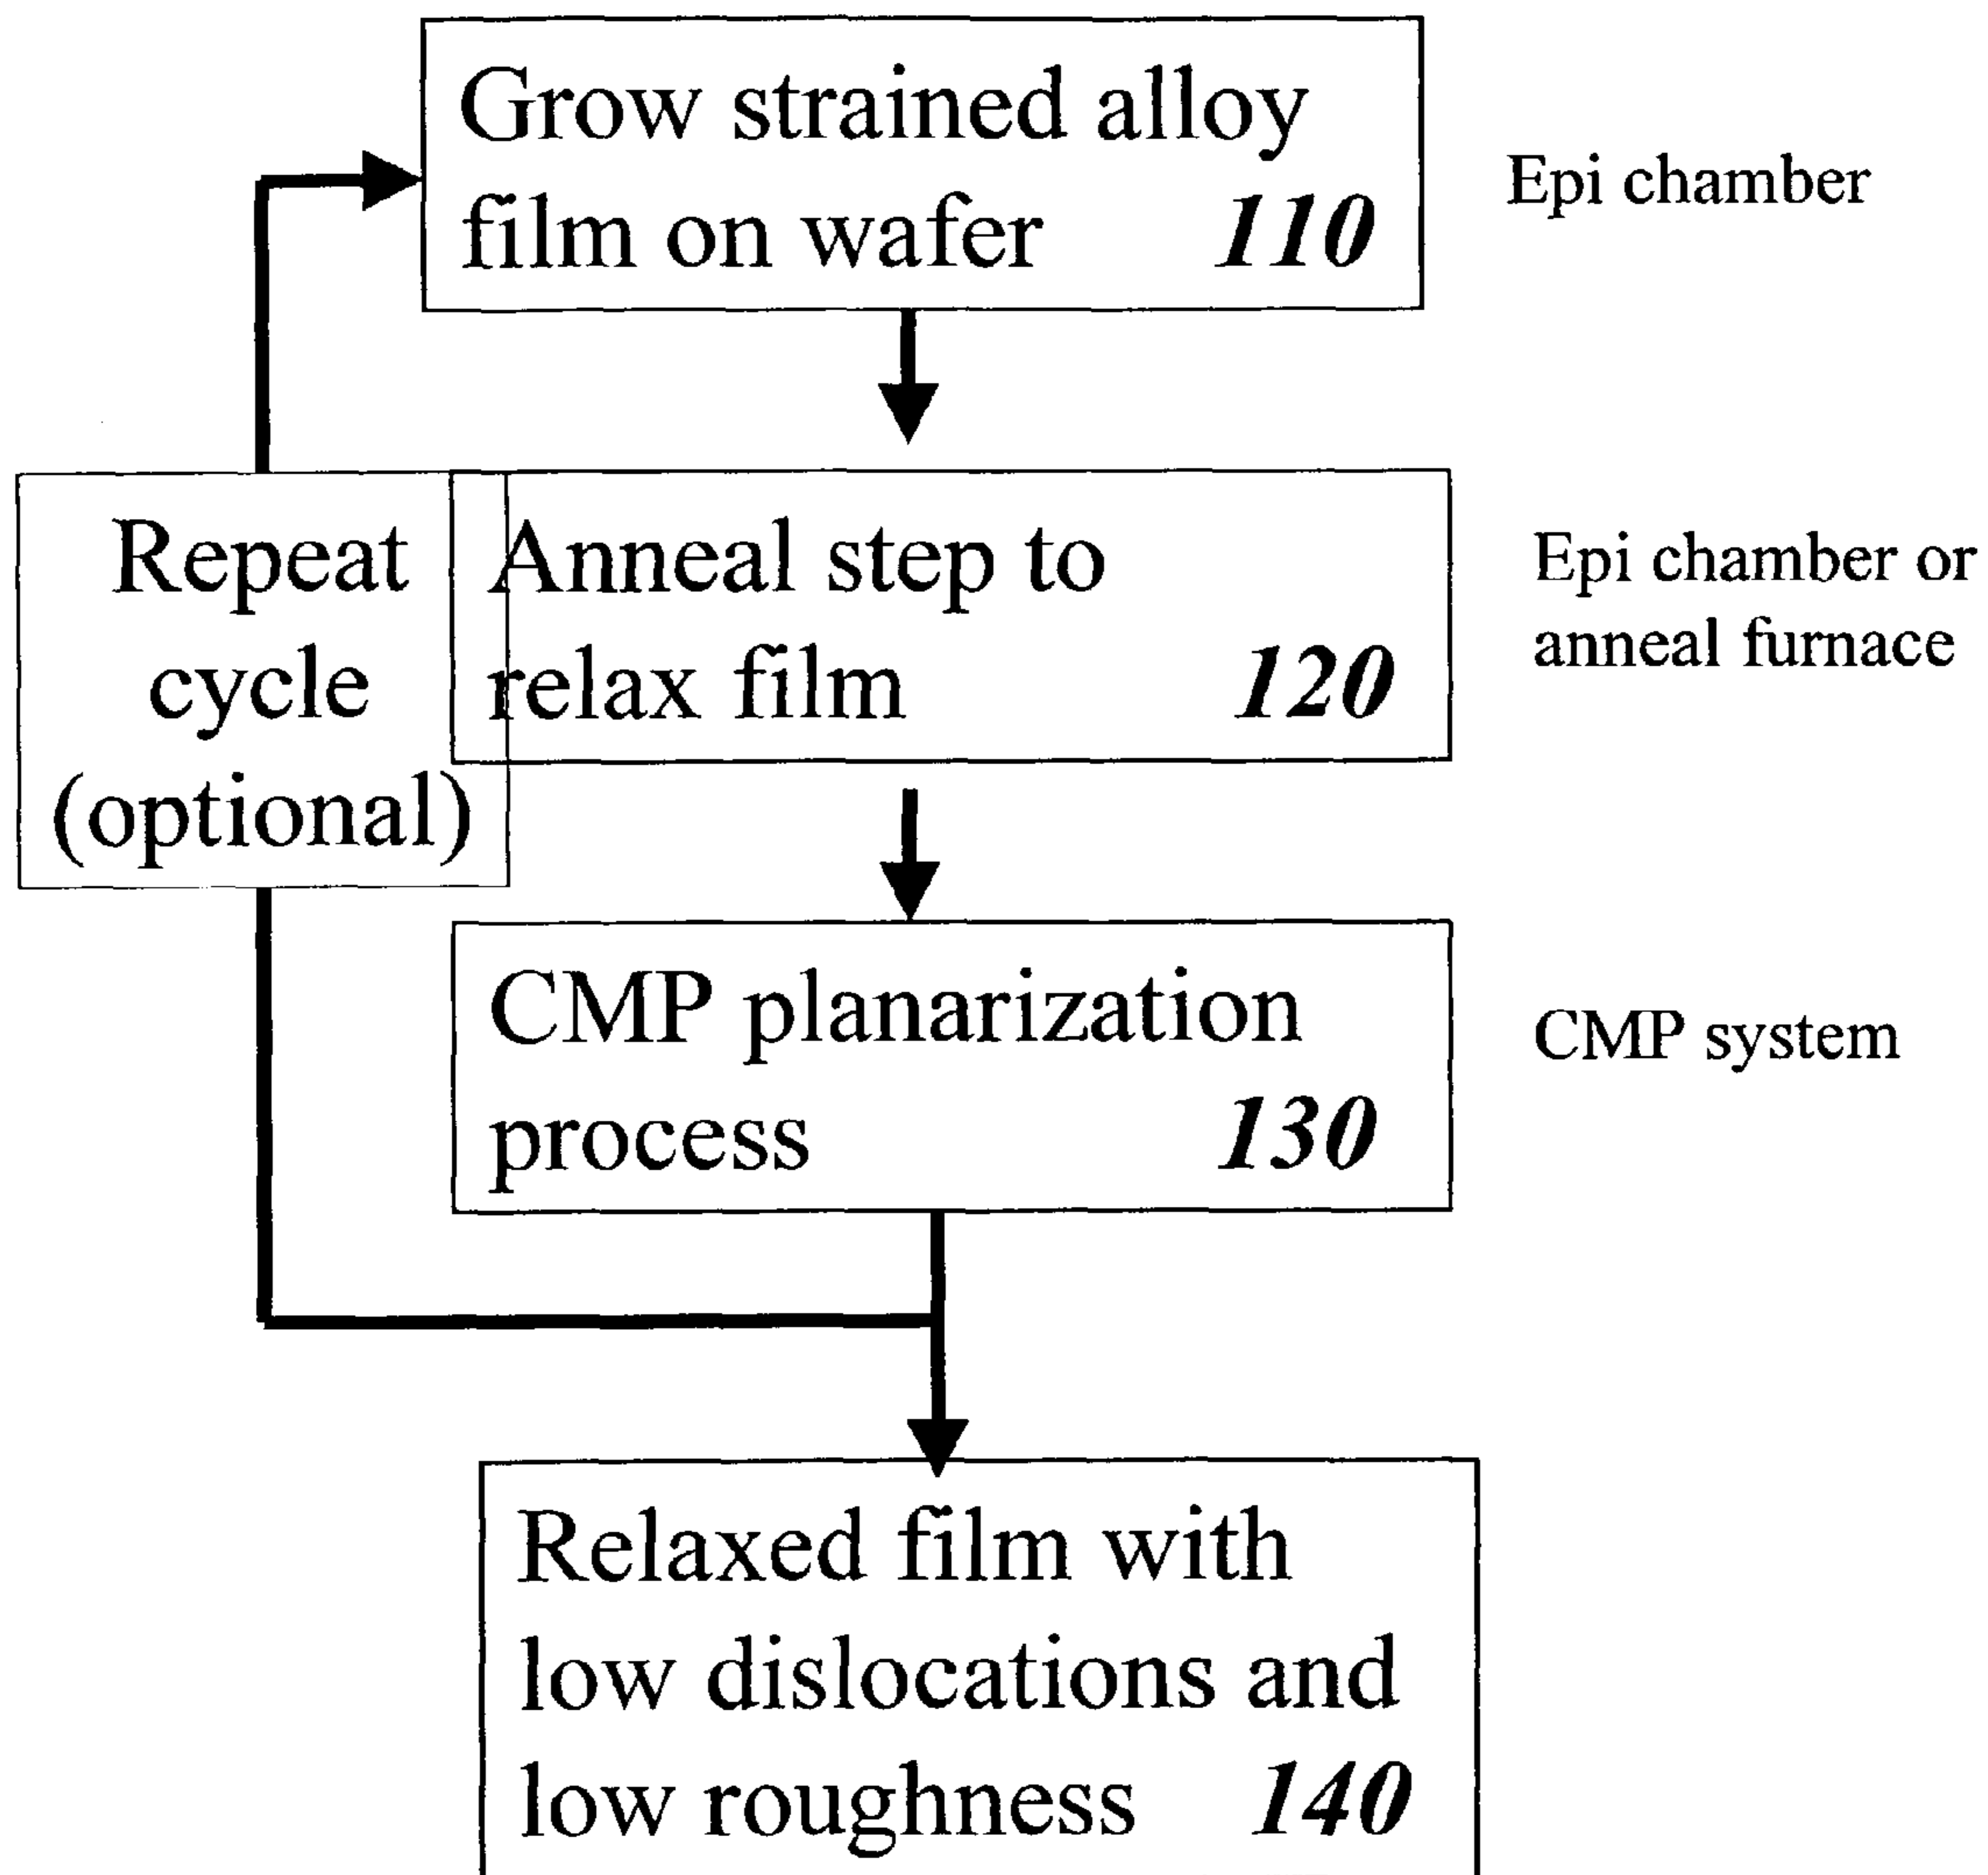 Grow strained alloy
film on wafer 110
Epi chamber
Repeat
cycle
(optional)
Anneal step to
relax film 120
Epi chamber or
anneal furnace
CMP planarization
process 130
CMP system
Relaxed film with
low dislocations and
low roughness 140